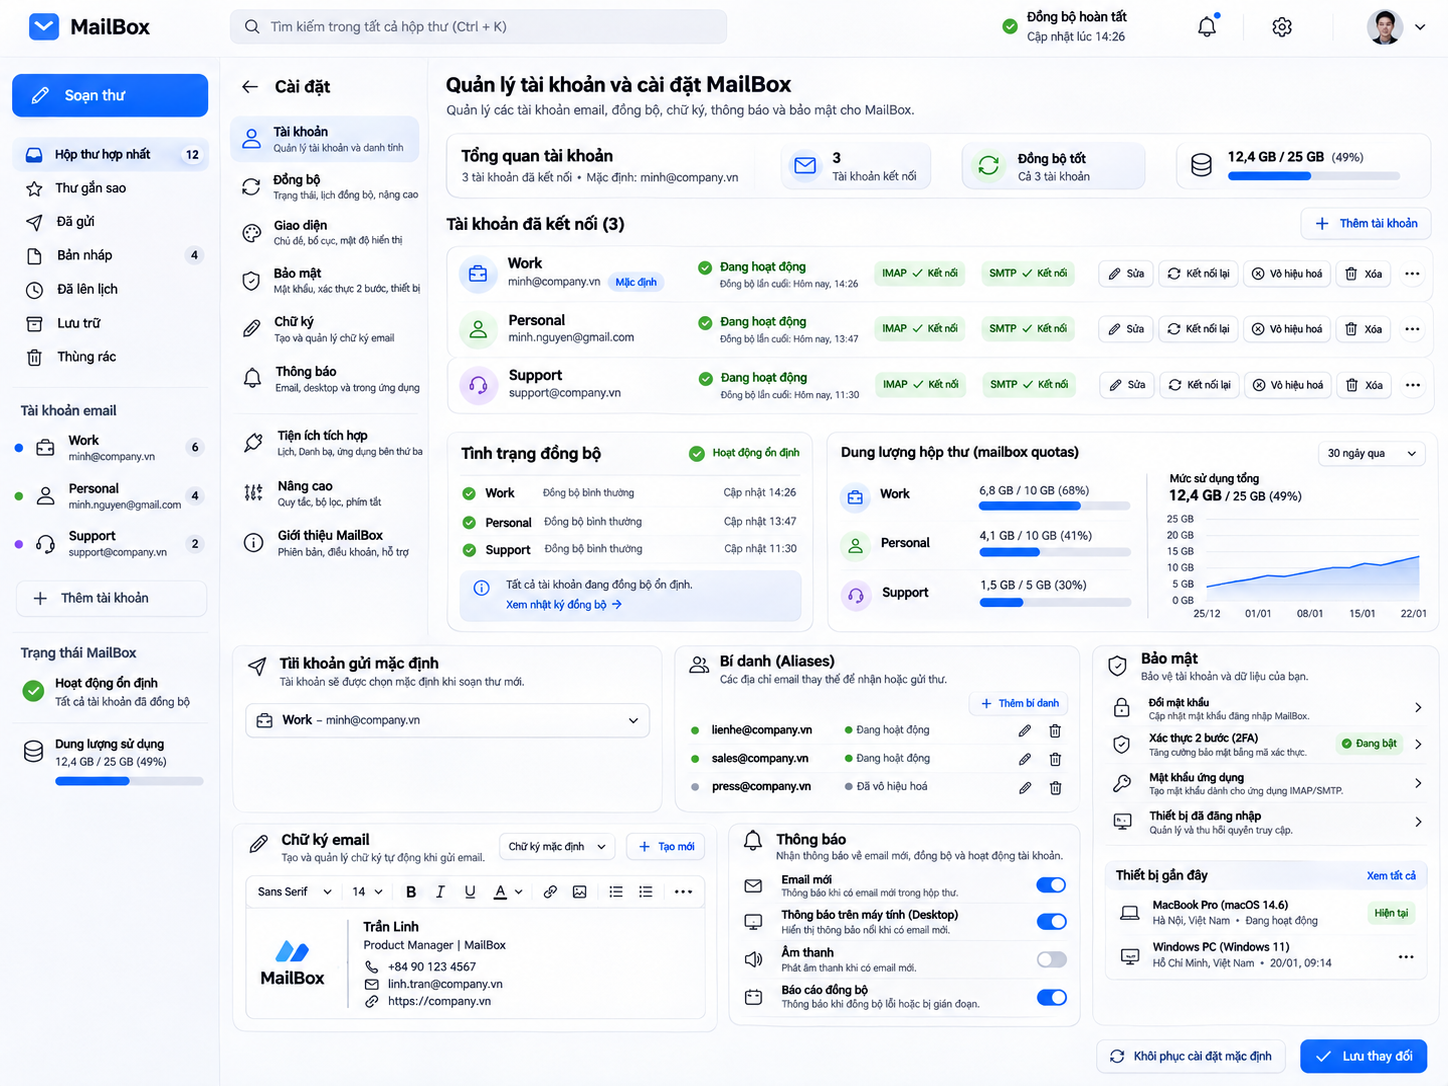 MailBox
Tìm kiếm trong tất cả hộp thư (Ctrl + K)
Đồng bộ hoàn tất
Cập nhật lúc 14:26
Soạn thư
Hộp thư hợp nhất 12
Thư gắn sao
Đã gửi
Bản nháp 4
Đã lên lịch
Lưu trữ
Thùng rác
Tài khoản email
Work 6
minh@company.vn
Personal 4
minh.nguyen@gmail.com
Support 2
support@company.vn
Thêm tài khoản
Trạng thái MailBox
Hoạt động ổn định
Tất cả tài khoản đã đồng bộ
Dung lượng sử dụng
12,4 GB / 25 GB (49%)
Cài đặt
Tài khoản
Quản lý tài khoản và danh tính
Đồng bộ
Trạng thái, lịch đồng bộ, nâng cao
Giao diện
Chủ đề, bố cục, mật độ hiển thị
Bảo mật
Mật khẩu, xác thực 2 bước, thiết bị
Chữ ký
Tạo và quản lý chữ ký email
Thông báo
Email, desktop và trong ứng dụng
Tiện ích tích hợp
Lịch, Danh bạ, ứng dụng bên thứ ba
Nâng cao
Quy tắc, bộ lọc, phím tắt
Giới thiệu MailBox
Phiên bản, điều khoản, hỗ trợ
Quản lý tài khoản và cài đặt MailBox
Quản lý các tài khoản email, đồng bộ, chữ ký, thông báo và bảo mật cho MailBox.
Tổng quan tài khoản
3 tài khoản đã kết nối • Mặc định: minh@company.vn
3
Tài khoản kết nối
Đồng bộ tốt
Cả 3 tài khoản
12,4 GB / 25 GB (49%)
Tài khoản đã kết nối (3)
Thêm tài khoản
Work
minh@company.vn Mặc định
Đang hoạt động
Đồng bộ lần cuối: Hôm nay, 14:26
IMAP ✓ Kết nối
SMTP ✓ Kết nối
Sửa
Kết nối lại
Vô hiệu hoá
Xóa
Personal
minh.nguyen@gmail.com
Đang hoạt động
Đồng bộ lần cuối: Hôm nay, 13:47
IMAP ✓ Kết nối
SMTP ✓ Kết nối
Sửa
Kết nối lại
Vô hiệu hoá
Xóa
Support
support@company.vn
Đang hoạt động
Đồng bộ lần cuối: Hôm nay, 11:30
IMAP ✓ Kết nối
SMTP ✓ Kết nối
Sửa
Kết nối lại
Vô hiệu hoá
Xóa
Tình trạng đồng bộ
Hoạt động ổn định
Work Đồng bộ bình thường Cập nhật 14:26
Personal Đồng bộ bình thường Cập nhật 13:47
Support Đồng bộ bình thường Cập nhật 11:30
Tất cả tài khoản đang đồng bộ ổn định.
Xem nhật ký đồng bộ →
Dung lượng hộp thư (mailbox quotas)
30 ngày qua
Work 6,8 GB / 10 GB (68%)
Personal 4,1 GB / 10 GB (41%)
Support 1,5 GB / 5 GB (30%)
Mức sử dụng tổng
12,4 GB / 25 GB (49%)
25 GB
20 GB
15 GB
10 GB
5 GB
0 GB
25/12 01/01 08/01 15/01 22/01
Tài khoản gửi mặc định
Tài khoản sẽ được chọn mặc định khi soạn thư mới.
Work – minh@company.vn
Bí danh (Aliases)
Các địa chỉ email thay thế để nhận hoặc gửi thư.
Thêm bí danh
lienhe@company.vn Đang hoạt động
sales@company.vn Đang hoạt động
press@company.vn Đã vô hiệu hoá
Bảo mật
Bảo vệ tài khoản và dữ liệu của bạn.
Đổi mật khẩu
Cập nhật mật khẩu đăng nhập MailBox.
Xác thực 2 bước (2FA)
Tăng cường bảo mật bằng mã xác thực.
Đang bật
Mật khẩu ứng dụng
Tạo mật khẩu dành cho ứng dụng IMAP/SMTP.
Thiết bị đã đăng nhập
Quản lý và thu hồi quyền truy cập.
Thiết bị gần đây
Xem tất cả
MacBook Pro (macOS 14.6)
Hà Nội, Việt Nam • Đang hoạt động
Hiện tại
Windows PC (Windows 11)
Hồ Chí Minh, Việt Nam • 20/01, 09:14
Chữ ký email
Tạo và quản lý chữ ký tự động khi gửi email.
Chữ ký mặc định
Tạo mới
Sans Serif 14 B I U A
MailBox
Trần Linh
Product Manager | MailBox
+84 90 123 4567
linh.tran@company.vn
https://company.vn
Thông báo
Nhận thông báo về email mới, đồng bộ và hoạt động tài khoản.
Email mới
Thông báo khi có email mới trong hộp thư.
Thông báo trên máy tính (Desktop)
Hiển thị thông báo nổi khi có email mới.
Âm thanh
Phát âm thanh khi có email mới.
Báo cáo đồng bộ
Thông báo khi đồng bộ lỗi hoặc bị gián đoạn.
Khôi phục cài đặt mặc định
Lưu thay đổi